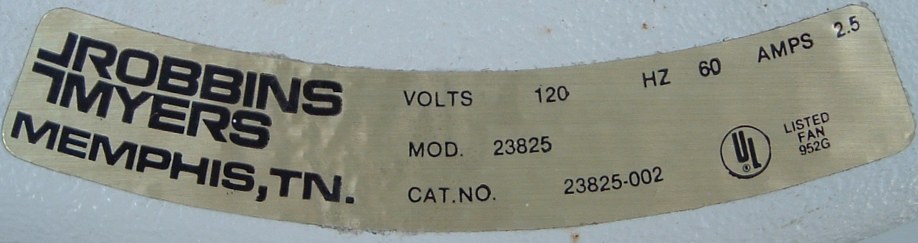 ROBBINS
MYERS
MEMPHIS, TN.
VOLTS 120 HZ 60 AMPS 2.5
MOD. 23825
CAT.NO. 23825-002
UL
LISTED
FAN
952G